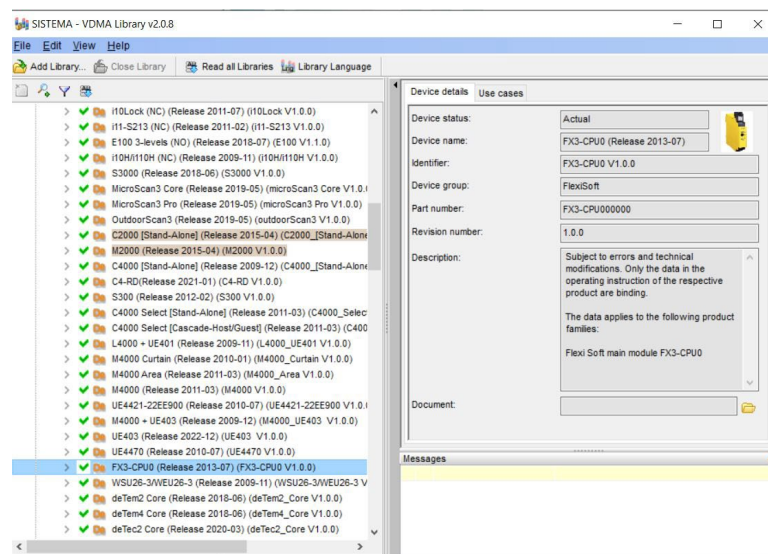 SISTEMA - VDMA Library v2.0.8
File Edit View Help
Add Library... Close Library Read all Libraries Library Language
i10Lock (NC) (Release 2011-07) (i10Lock V1.0.0)
i11-S213 (NC) (Release 2011-02) (i11-S213 V1.0.0)
E100 3-levels (NO) (Release 2018-07) (E100 V1.1.0)
i10H/i110H (NC) (Release 2009-11) (i10H/i110H V1.0.0)
S3000 (Release 2018-06) (S3000 V1.0.0)
MicroScan3 Core (Release 2019-05) (microScan3 Core V1.0.
MicroScan3 Pro (Release 2019-05) (microScan3 Pro V1.0.0)
OutdoorScan3 (Release 2019-05) (outdoorScan3 V1.0.0)
C2000 [Stand-Alone] (Release 2015-04) (C2000_[Stand-Alone
M2000 (Release 2015-04) (M2000 V1.0.0)
C4000 [Stand-Alone] (Release 2009-12) (C4000_[Stand-Alone
C4-RD(Release 2021-01) (C4-RD V1.0.0)
S300 (Release 2012-02) (S300 V1.0.0)
C4000 Select [Stand-Alone] (Release 2011-03) (C4000_Selec
C4000 Select [Cascade-Host/Guest] (Release 2011-03) (C400
L4000 + UE401 (Release 2009-11) (L4000_UE401 V1.0.0)
M4000 Curtain (Release 2010-01) (M4000_Curtain V1.0.0)
M4000 Area (Release 2011-03) (M4000_Area V1.0.0)
M4000 (Release 2011-03) (M4000 V1.0.0)
UE4421-22EE900 (Release 2010-07) (UE4421-22EE900 V1.0.
M4000 + UE403 (Release 2009-12) (M4000_UE403 V1.0.0)
UE403 (Release 2022-12) (UE403 V1.0.0)
UE4470 (Release 2010-07) (UE4470 V1.0.0)
FX3-CPU0 (Release 2013-07) (FX3-CPU0 V1.0.0)
WSU26-3/WEU26-3 (Release 2009-11) (WSU26-3/WEU26-3 V
deTem2 Core (Release 2018-06) (deTem2_Core V1.0.0)
deTem4 Core (Release 2018-06) (deTem4_Core V1.0.0)
deTec2 Core (Release 2020-03) (deTec2_Core V1.0.0)
Device details Use cases
Device status: Actual
Device name: FX3-CPU0 (Release 2013-07)
Identifier: FX3-CPU0 V1.0.0
Device group: FlexiSoft
Part number: FX3-CPU000000
Revision number: 1.0.0
Description: Subject to errors and technical
modifications. Only the data in the
operating instruction of the respective
product are binding.
The data applies to the following product
families:
Flexi Soft main module FX3-CPU0
Document:
Messages